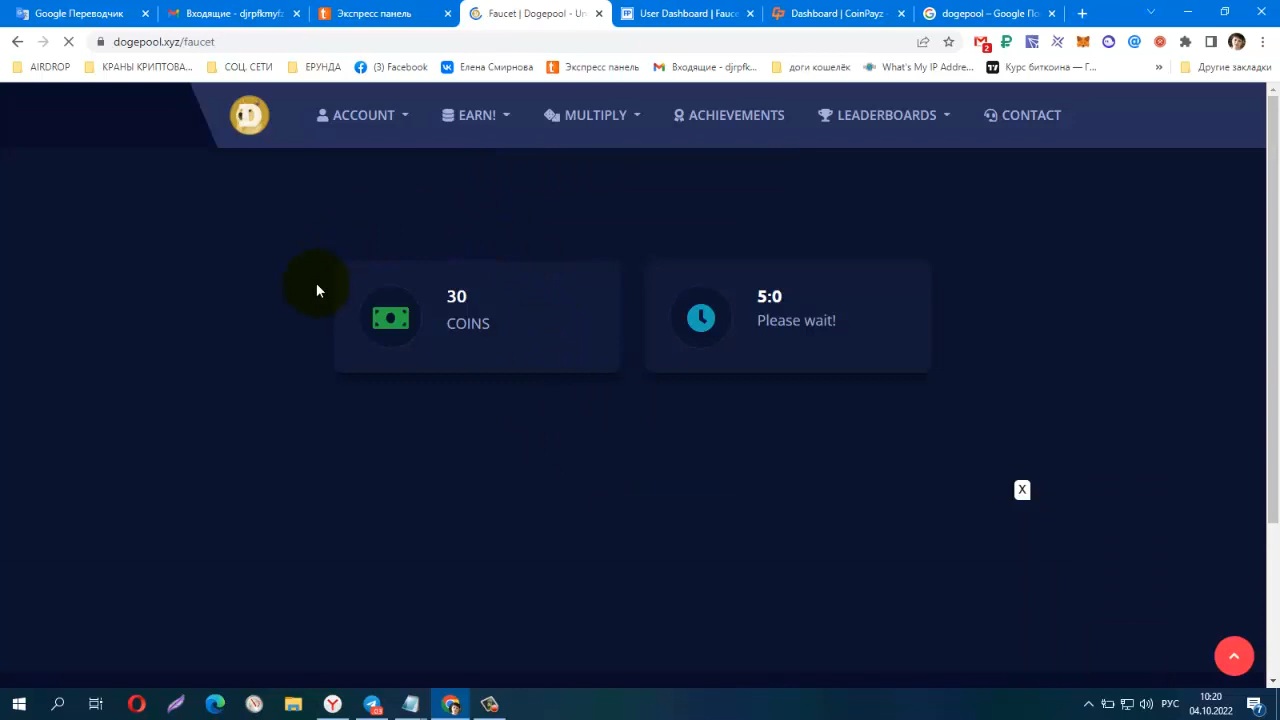 Google Переводчик
Входящие - djrpfkmyf
Экспресс панель
Faucet | Dogepool - Un
User Dashboard | Fauce
Dashboard | CoinPayz
dogepool – Google По
dogepool.xyz/faucet
2
AIRDROP
КРАНЫ КРИПТОВА...
СОЦ. СЕТИ
ЕРУНДА
(3) Facebook
Елена Смирнова
Экспресс панель
Входящие - djrpfk...
доги кошелёк
What's My IP Addre...
Курс биткоина — Г...
»
Другие закладки
ACCOUNT
EARN!
MULTIPLY
ACHIEVEMENTS
LEADERBOARDS
CONTACT
30
COINS
5:0
Please wait!
X
РУС
10:20
04.10.2022